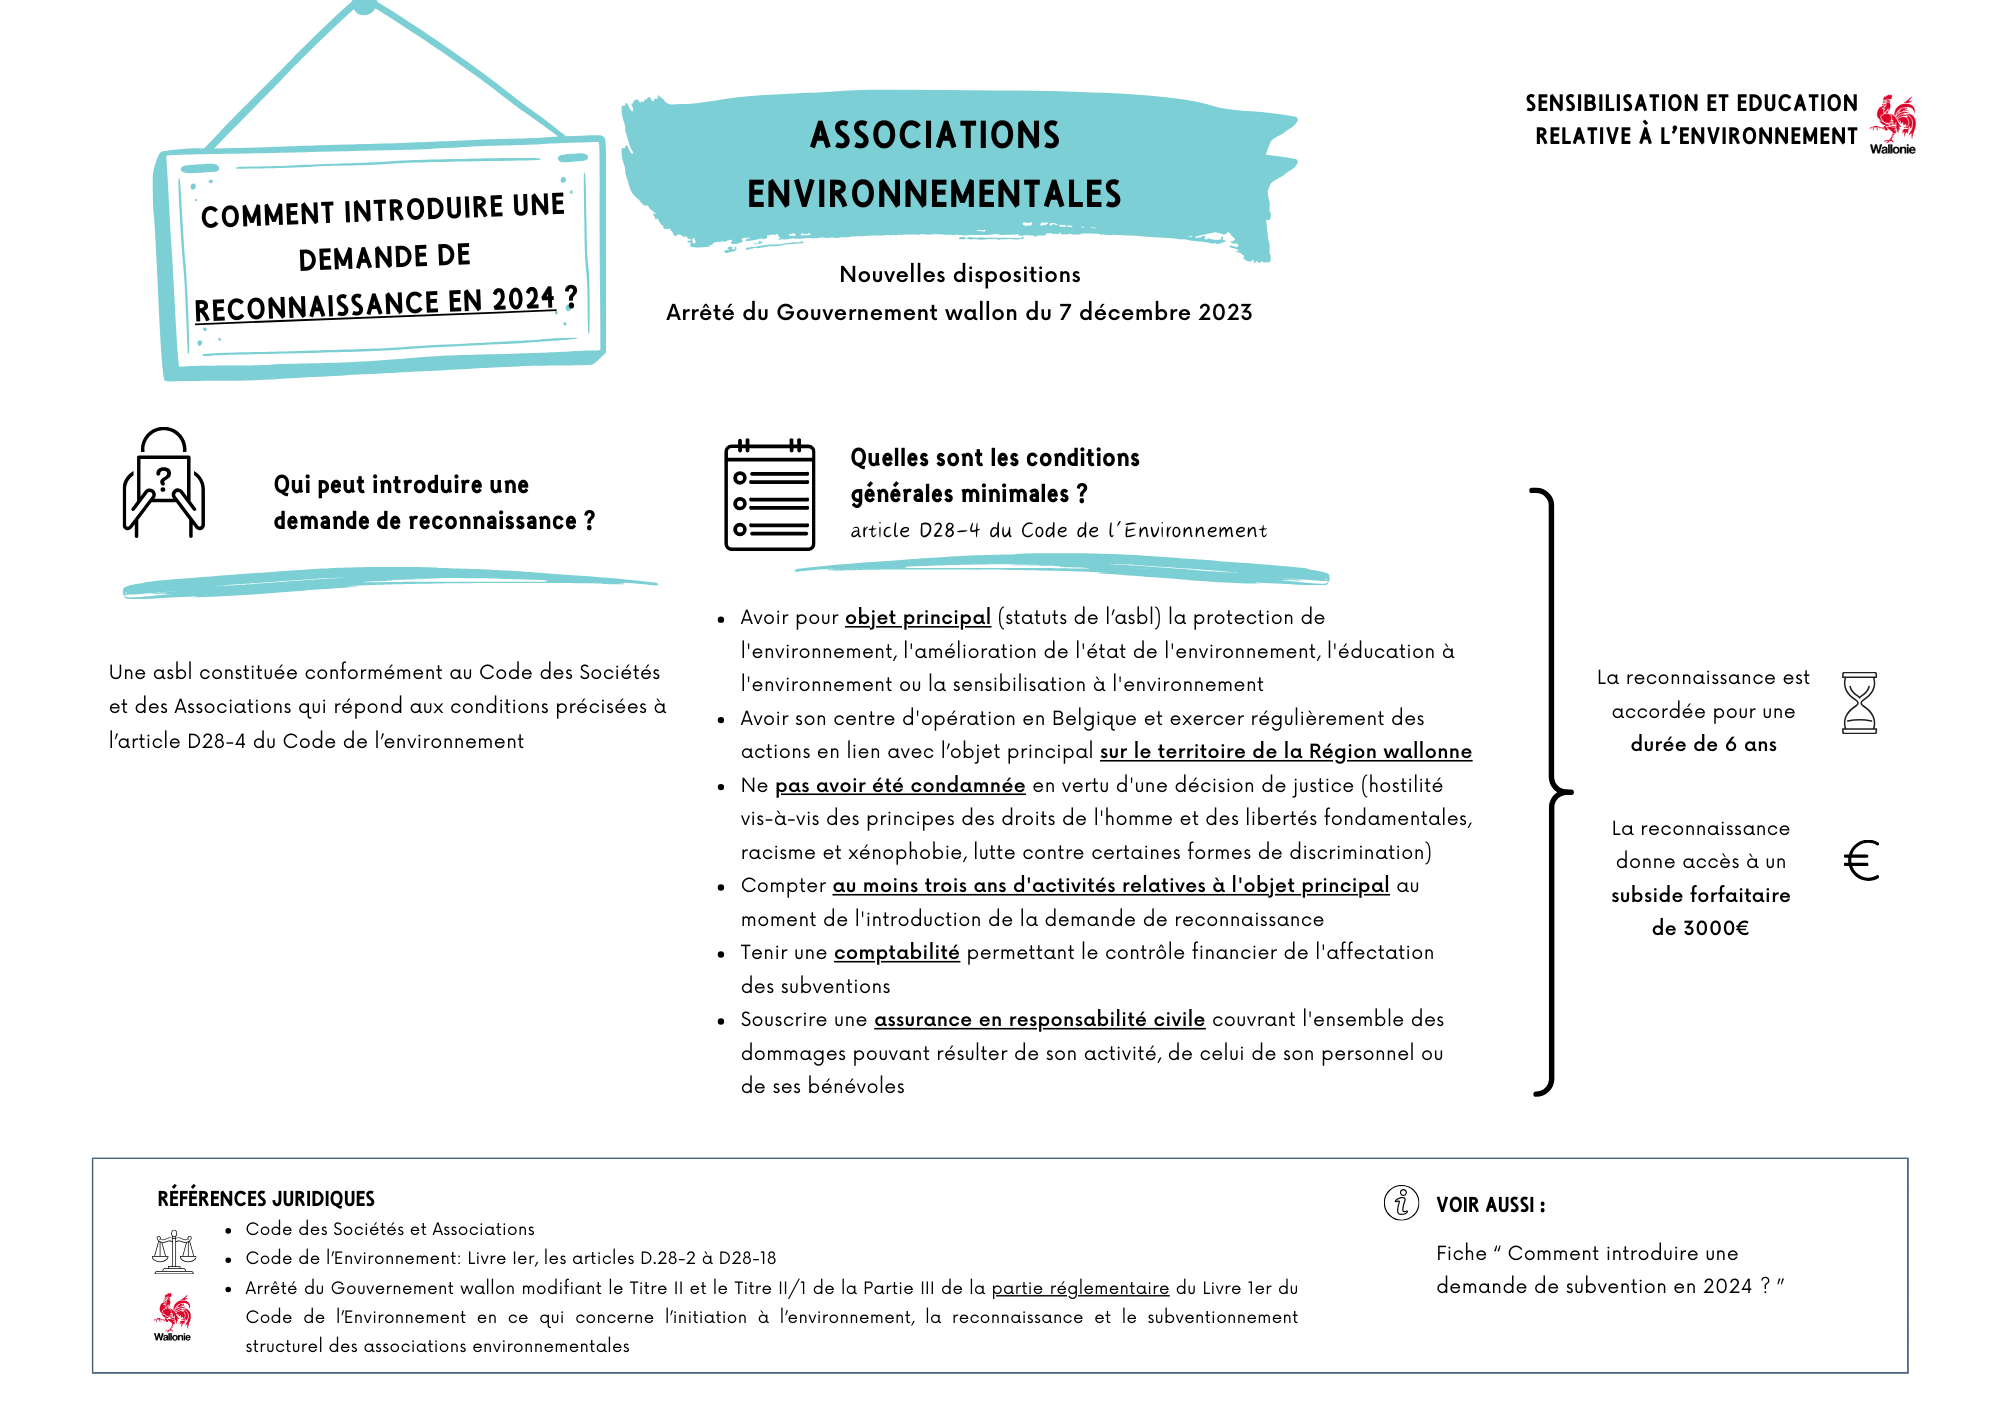 COMMENT INTRODUIRE UNE
DEMANDE DE
RECONNAISSANCE EN 2024 ?
ASSOCIATIONS
ENVIRONNEMENTALES
Nouvelles dispositions
Arrêté du Gouvernement wallon du 7 décembre 2023
SENSIBILISATION ET EDUCATION
RELATIVE À L’ENVIRONNEMENT
Wallonie
?
Qui peut introduire une
demande de reconnaissance ?
Une asbl constituée conformément au Code des Sociétés
et des Associations qui répond aux conditions précisées à
l’article D28-4 du Code de l’environnement
Quelles sont les conditions
générales minimales ?
article D28-4 du Code de l’Environnement
• Avoir pour objet principal (statuts de l’asbl) la protection de
l'environnement, l'amélioration de l'état de l'environnement, l'éducation à
l'environnement ou la sensibilisation à l'environnement
• Avoir son centre d'opération en Belgique et exercer régulièrement des
actions en lien avec l’objet principal sur le territoire de la Région wallonne
• Ne pas avoir été condamnée en vertu d'une décision de justice (hostilité
vis-à-vis des principes des droits de l'homme et des libertés fondamentales,
racisme et xénophobie, lutte contre certaines formes de discrimination)
• Compter au moins trois ans d'activités relatives à l'objet principal au
moment de l'introduction de la demande de reconnaissance
• Tenir une comptabilité permettant le contrôle financier de l'affectation
des subventions
• Souscrire une assurance en responsabilité civile couvrant l'ensemble des
dommages pouvant résulter de son activité, de celui de son personnel ou
de ses bénévoles
La reconnaissance est
accordée pour une
durée de 6 ans
La reconnaissance
donne accès à un
subside forfaitaire
de 3000€
€
RÉFÉRENCES JURIDIQUES
• Code des Sociétés et Associations
• Code de l’Environnement: Livre Ier, les articles D.28-2 à D28-18
• Arrêté du Gouvernement wallon modifiant le Titre II et le Titre II/1 de la Partie III de la partie réglementaire du Livre 1er du
Code de l’Environnement en ce qui concerne l’initiation à l’environnement, la reconnaissance et le subventionnement
structurel des associations environnementales
Wallonie
VOIR AUSSI :
Fiche “ Comment introduire une
demande de subvention en 2024 ? ”